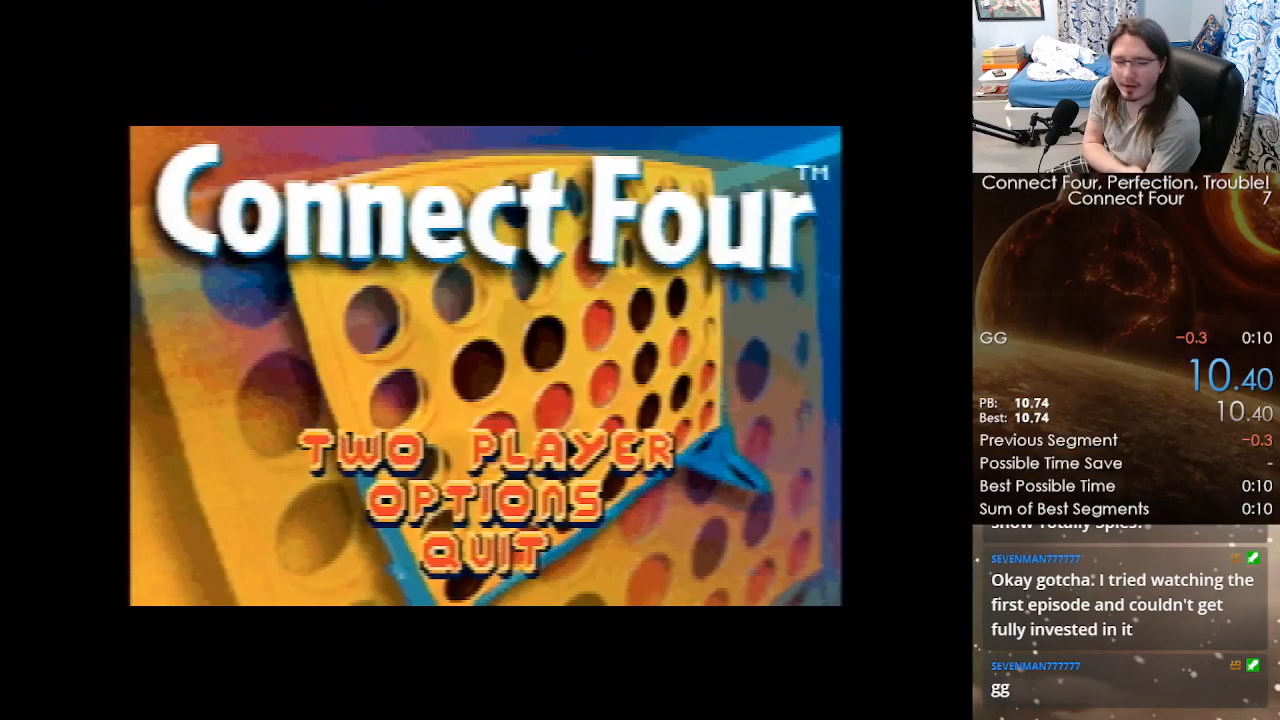 Connect Four
TM
TWO PLAYER
OPTIONS
QUIT
Connect Four, Perfection, Trouble!
Connect Four 7
GG -0.3 0:10
10.40
PB: 10.74
Best: 10.74
10.40
Previous Segment -0.3
Possible Time Save -
Best Possible Time 0:10
Sum of Best Segments 0:10
show Totally Spies!
SEVENMAN777777
Okay gotcha. I tried watching the
first episode and couldn't get
fully invested in it
SEVENMAN777777
gg